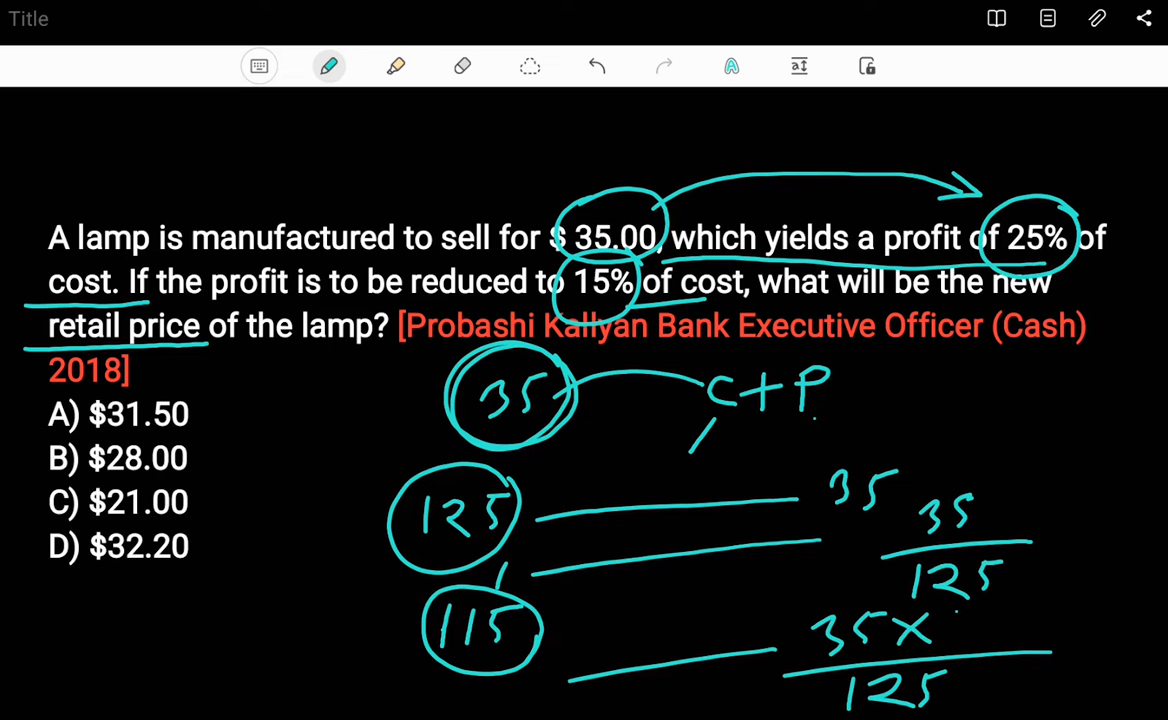 Title
A lamp is manufactured to sell for $ 35.00, which yields a profit of 25% of
cost. If the profit is to be reduced to 15% of cost, what will be the new
retail price of the lamp? [Probashi Kallyan Bank Executive Officer (Cash)
2018]
A) $31.50
B) $28.00
C) $21.00
D) $32.20
35 C+P
125 35
1 35
125
115 35×
125